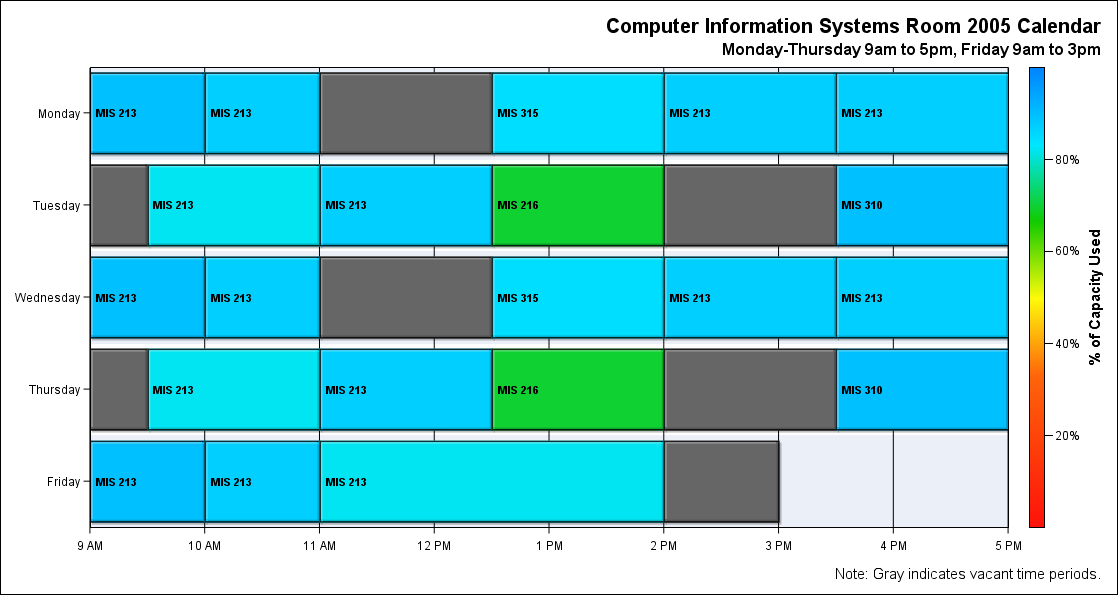 Computer Information Systems Room 2005 Calendar
Monday-Thursday 9am to 5pm, Friday 9am to 3pm
Monday
MIS 213
MIS 213
MIS 315
MIS 213
MIS 213
Tuesday
MIS 213
MIS 213
MIS 216
MIS 310
Wednesday
MIS 213
MIS 213
MIS 315
MIS 213
MIS 213
Thursday
MIS 213
MIS 213
MIS 216
MIS 310
Friday
MIS 213
MIS 213
MIS 213
9 AM
10 AM
11 AM
12 PM
1 PM
2 PM
3 PM
4 PM
5 PM
80%
60%
40%
20%
% of Capacity Used
Note: Gray indicates vacant time periods.